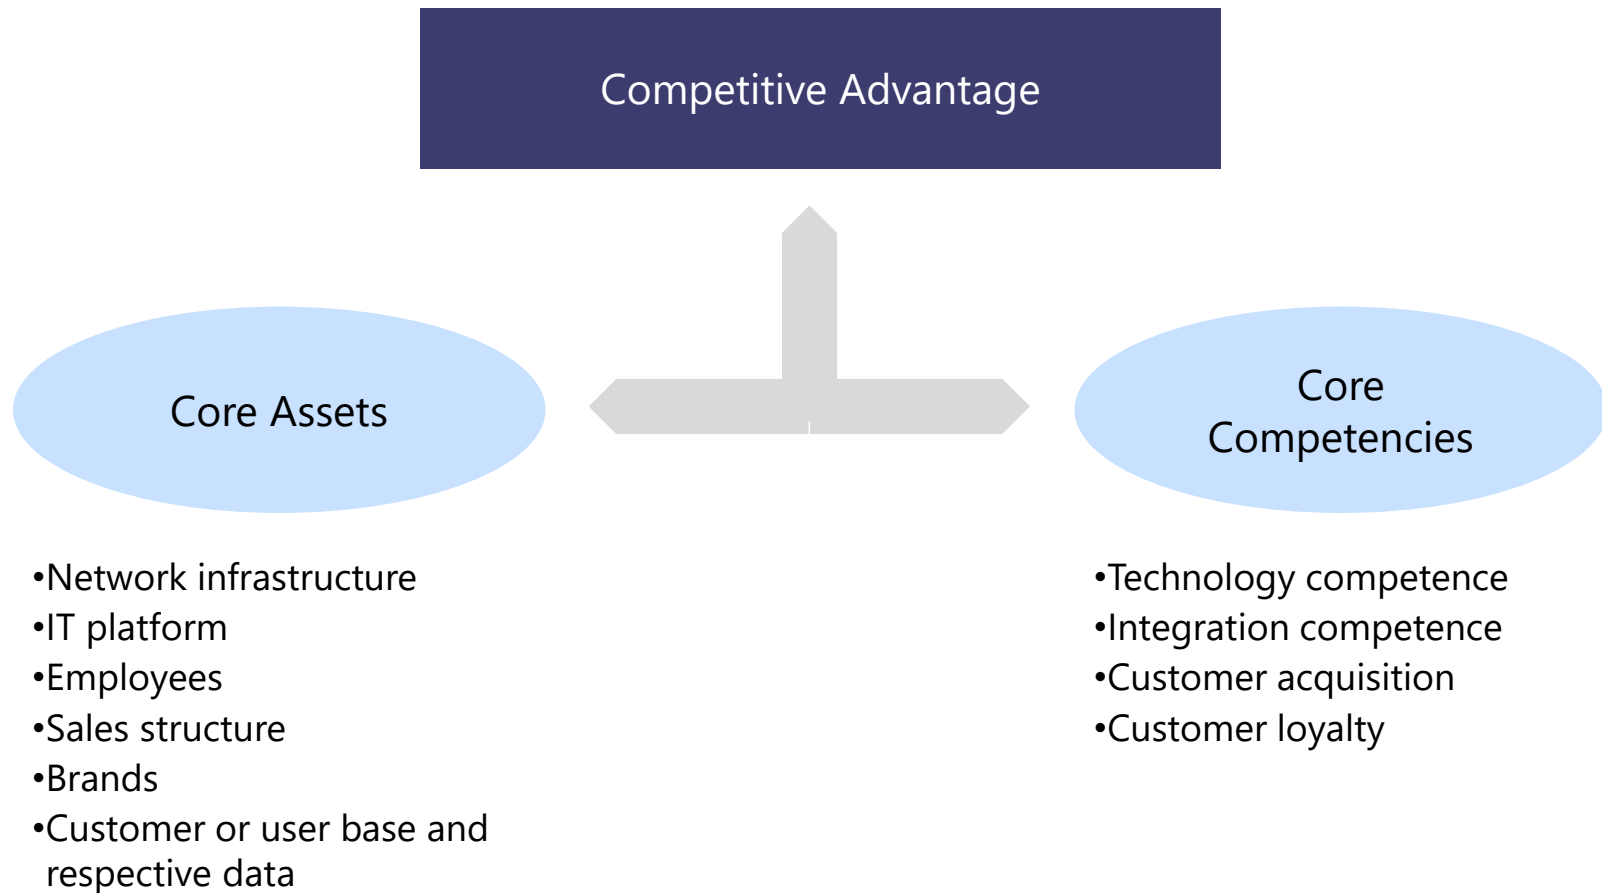 Competitive Advantage
Core Assets
Core
Competencies
•Network infrastructure
•IT platform
•Employees
•Sales structure
•Brands
•Customer or user base and
respective data
•Technology competence
•Integration competence
•Customer acquisition
•Customer loyalty